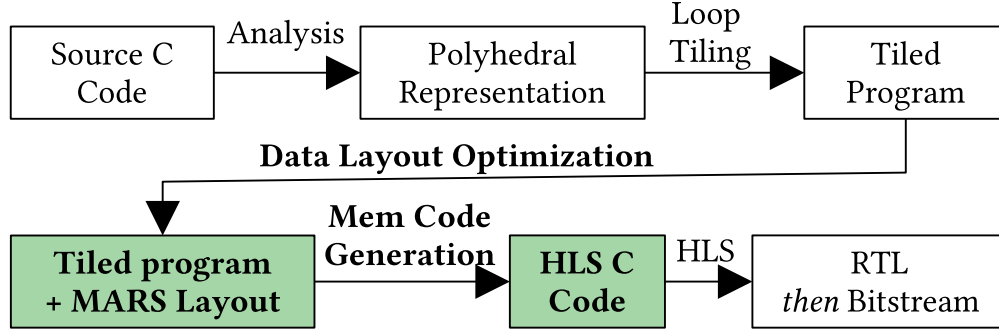 Source C
Code
Analysis
Polyhedral
Representation
Loop
Tiling
Tiled
Program
Data Layout Optimization
Tiled program
+ MARS Layout
Mem Code
Generation
HLS C
Code
HLS
RTL
then Bitstream